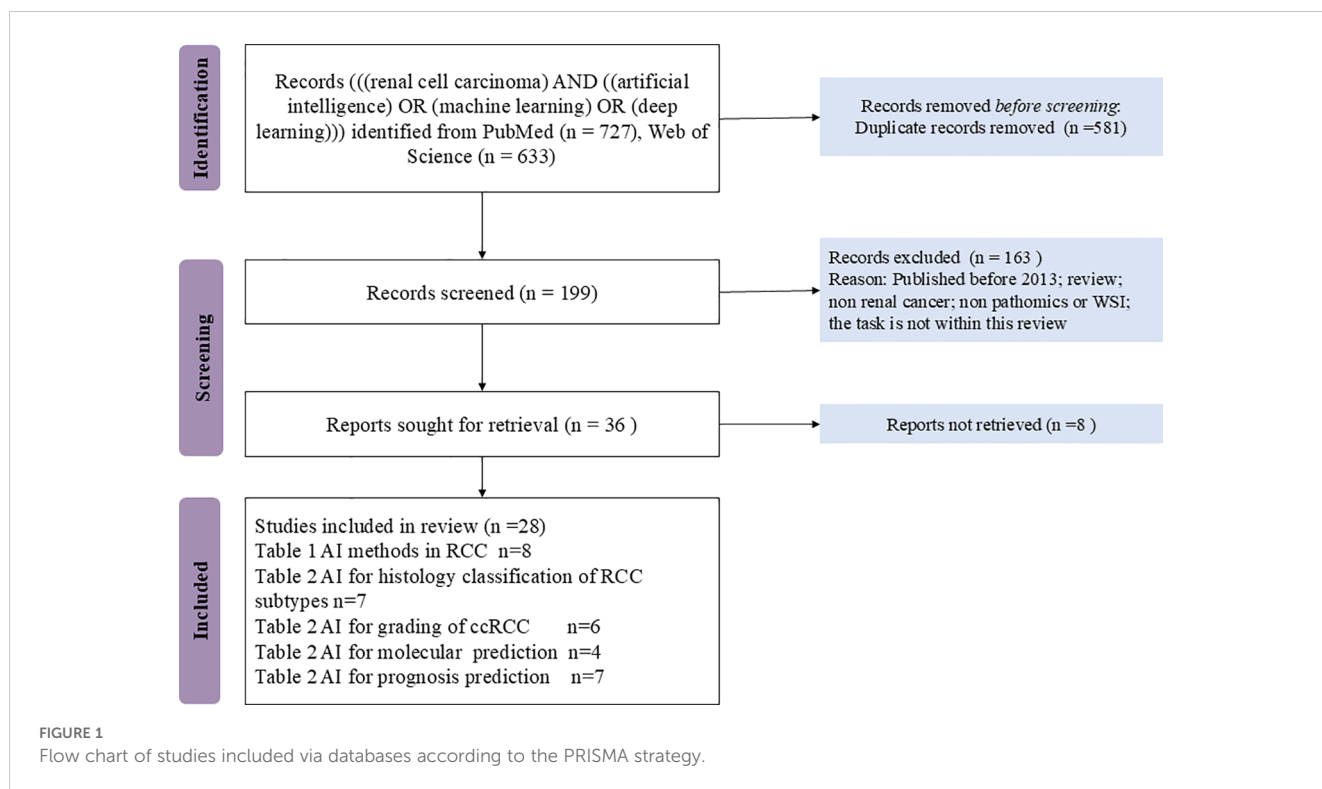 Identification
Records (((renal cell carcinoma) AND ((artificial
intelligence) OR (machine learning) OR (deep
learning))) identified from PubMed (n = 727), Web of
Science (n = 633)
Records removed before screening:
Duplicate records removed (n =581)
Screening
Records screened (n = 199)
Records excluded (n = 163 )
Reason: Published before 2013; review;
non renal cancer; non pathomics or WSI;
the task is not within this review
Reports sought for retrieval (n = 36 )
Reports not retrieved (n =8 )
Included
Studies included in review (n =28)
Table 1 AI methods in RCC n=8
Table 2 AI for histology classification of RCC
subtypes n=7
Table 2 AI for grading of ccRCC n=6
Table 2 AI for molecular prediction n=4
Table 2 AI for prognosis prediction n=7
FIGURE 1
Flow chart of studies included via databases according to the PRISMA strategy.